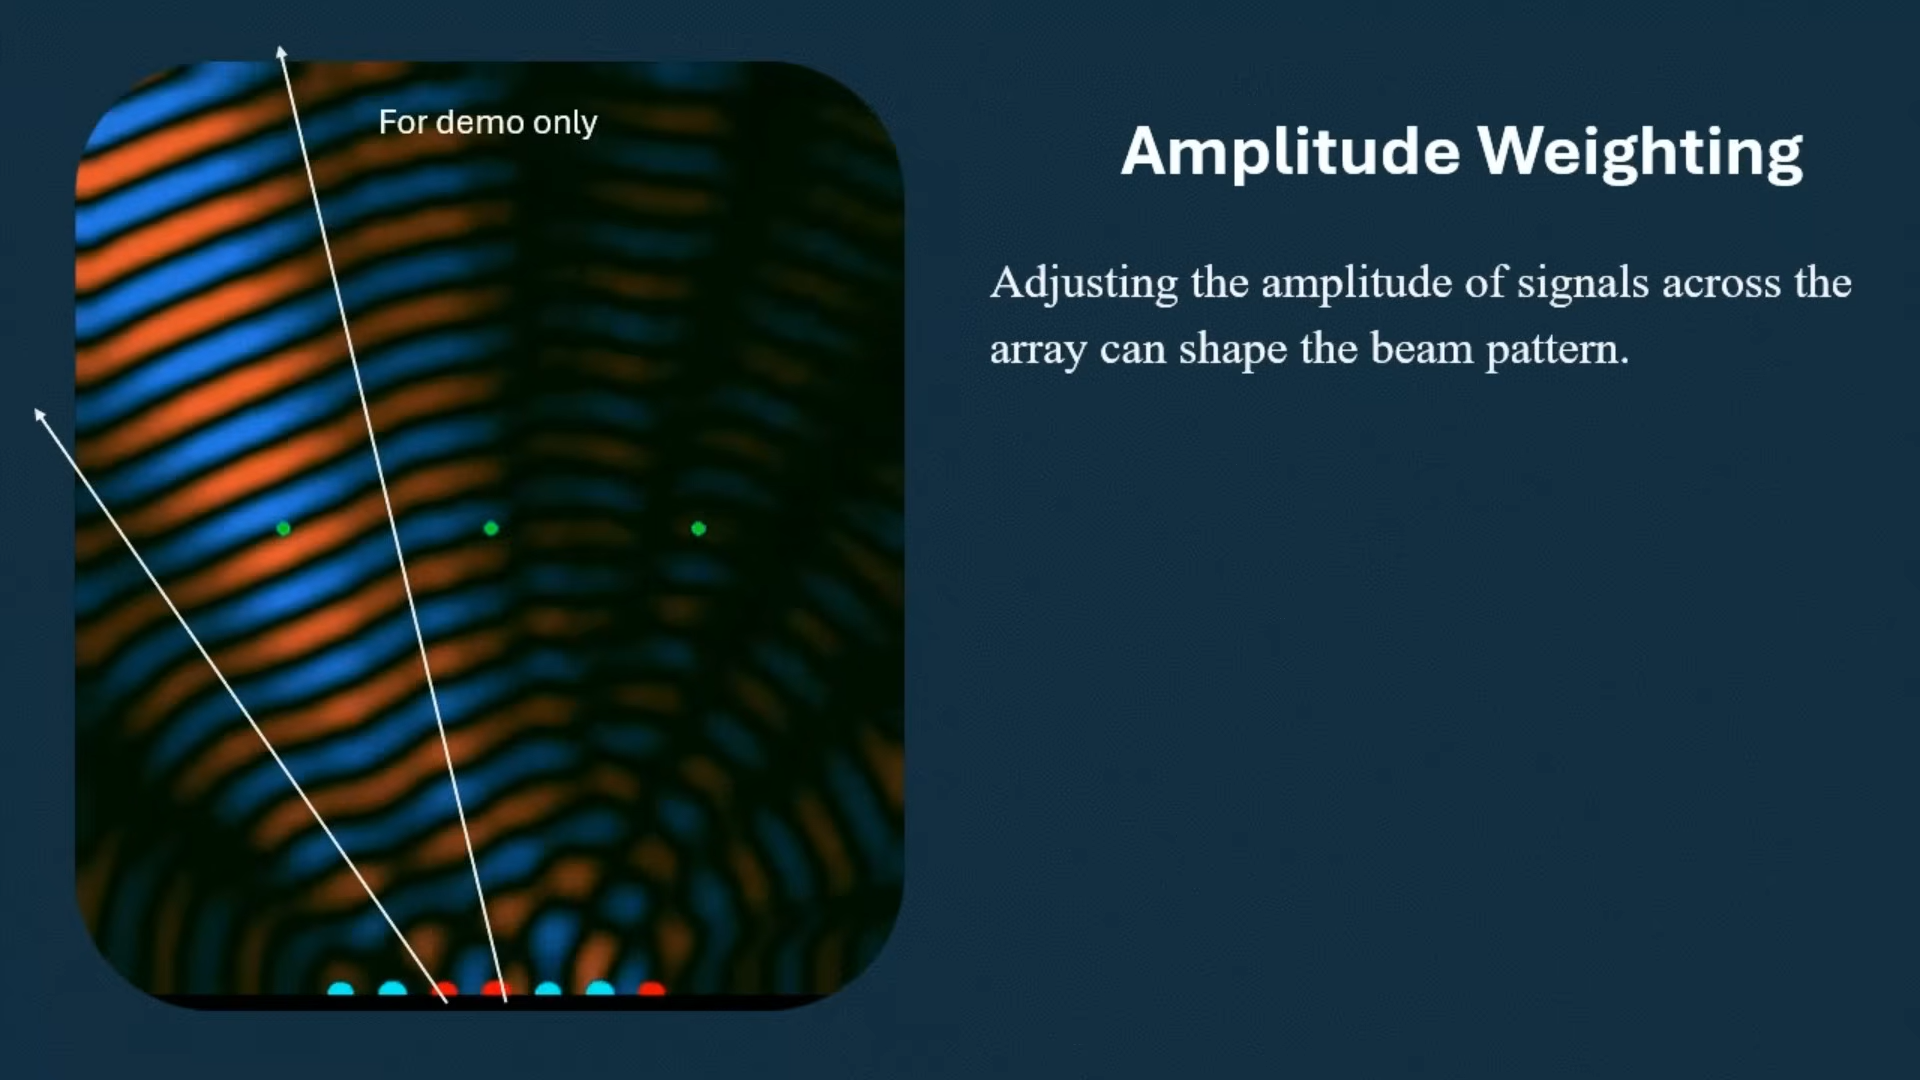 For demo only
Amplitude Weighting
Adjusting the amplitude of signals across the
array can shape the beam pattern.